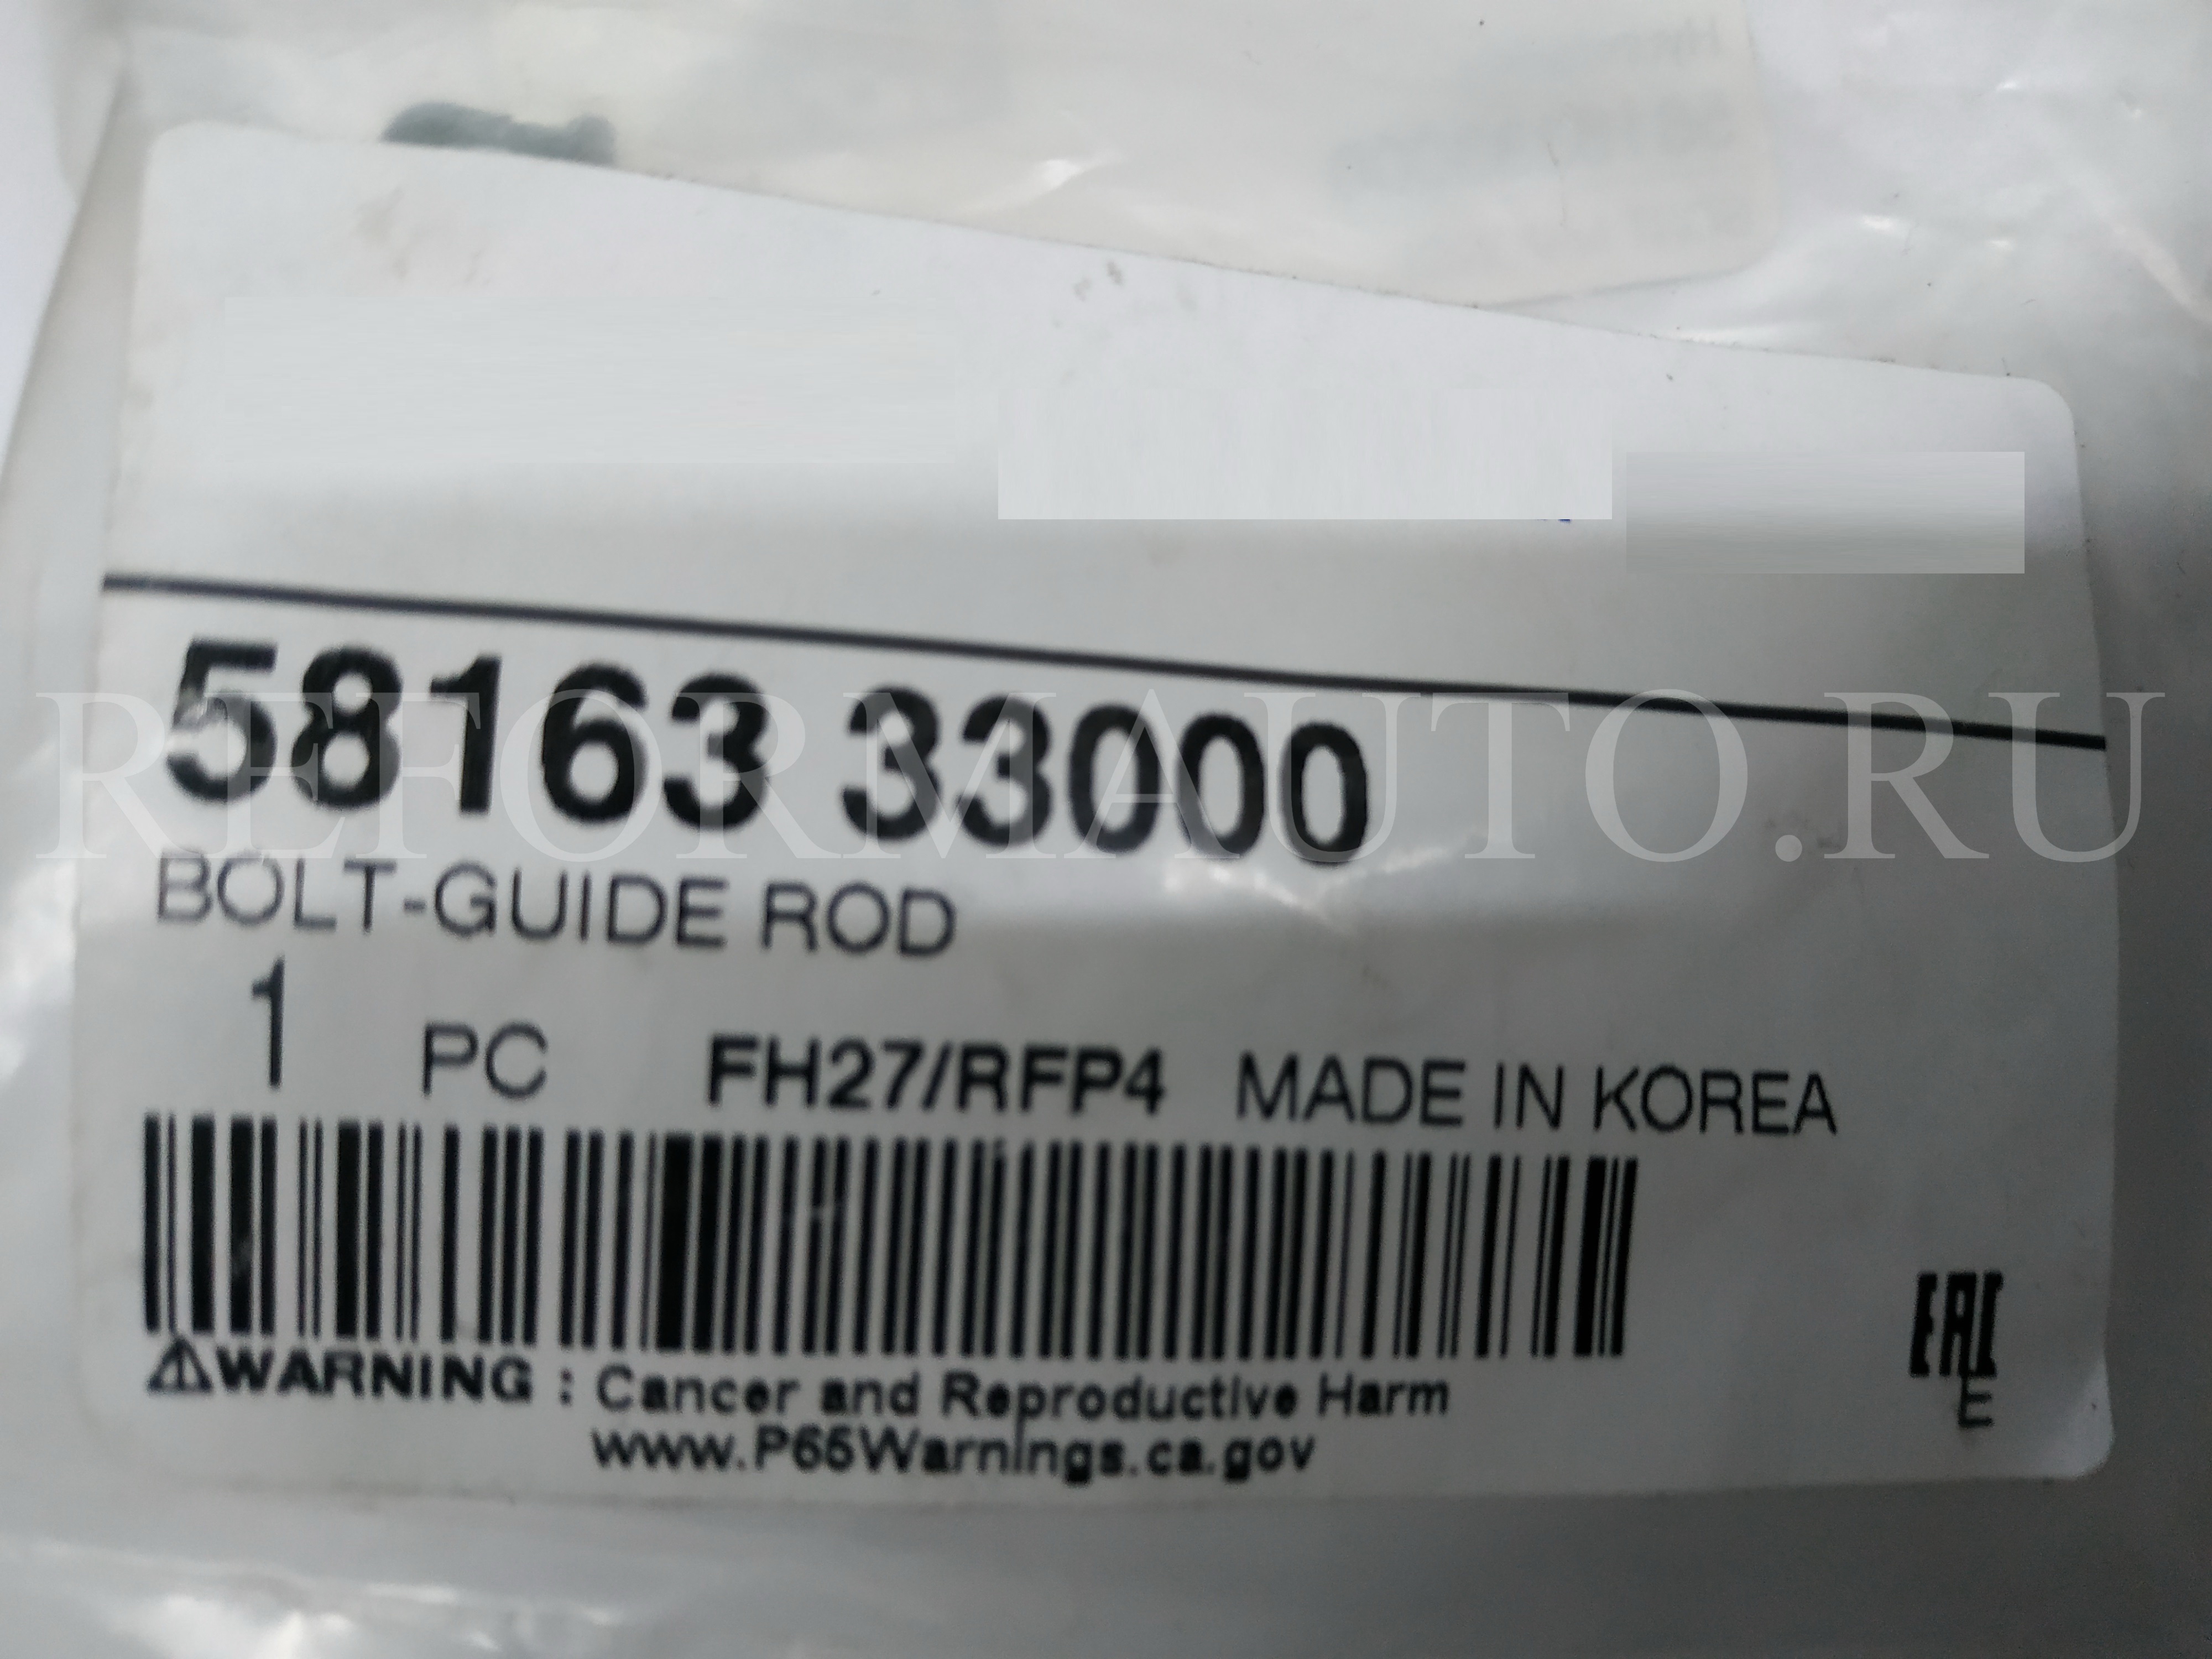 58163 33000
REFORMAUTO.RU
BOLT-GUIDE ROD
1 PC FH27/RFP4 MADE IN KOREA
EAC
E
WARNING : Cancer and Reproductive Harm
www.P65Warnings.ca.gov